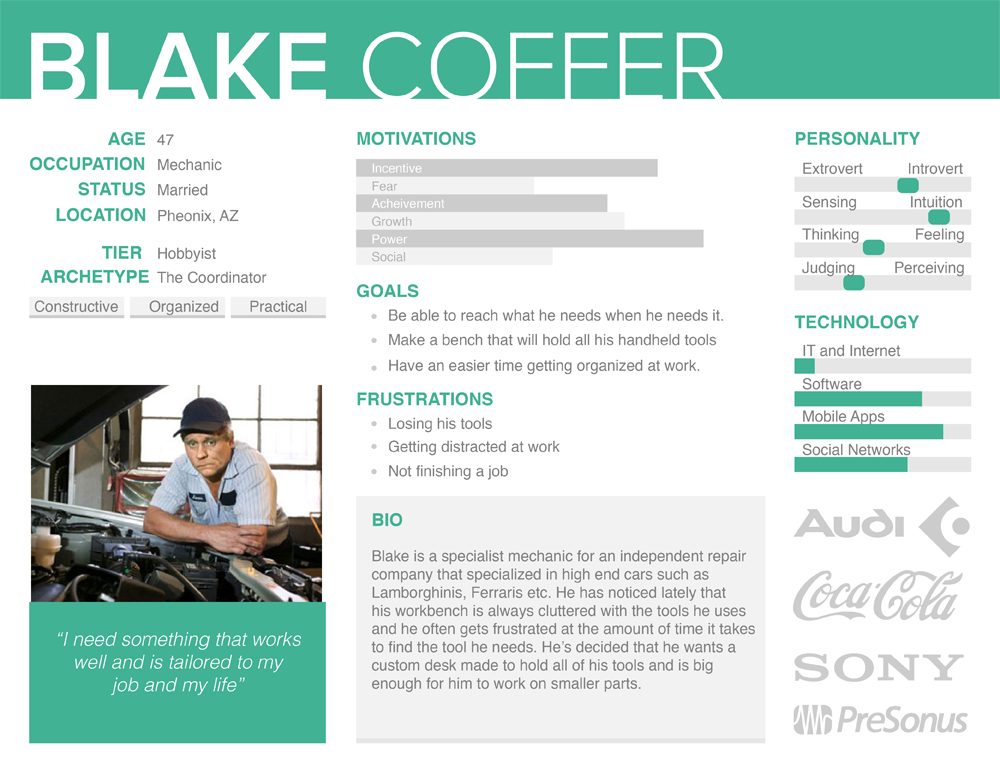 BLAKE COFFER
AGE 47
OCCUPATION Mechanic
STATUS Married
LOCATION Pheonix, AZ
TIER Hobbyist
ARCHETYPE The Coordinator
Constructive Organized Practical
“I need something that works
well and is tailored to my
job and my life”
MOTIVATIONS
Incentive
Fear
Acheivement
Growth
Power
Social
GOALS
Be able to reach what he needs when he needs it.
Make a bench that will hold all his handheld tools
Have an easier time getting organized at work.
FRUSTRATIONS
Losing his tools
Getting distracted at work
Not finishing a job
BIO
Blake is a specialist mechanic for an independent repair
company that specialized in high end cars such as
Lamborghinis, Ferraris etc. He has noticed lately that
his workbench is always cluttered with the tools he uses
and he often gets frustrated at the amount of time it takes
to find the tool he needs. He’s decided that he wants a
custom desk made to hold all of his tools and is big
enough for him to work on smaller parts.
PERSONALITY
Extrovert Introvert
Sensing Intuition
Thinking Feeling
Judging Perceiving
TECHNOLOGY
IT and Internet
Software
Mobile Apps
Social Networks
Audi
Coca-Cola
SONY
PreSonus